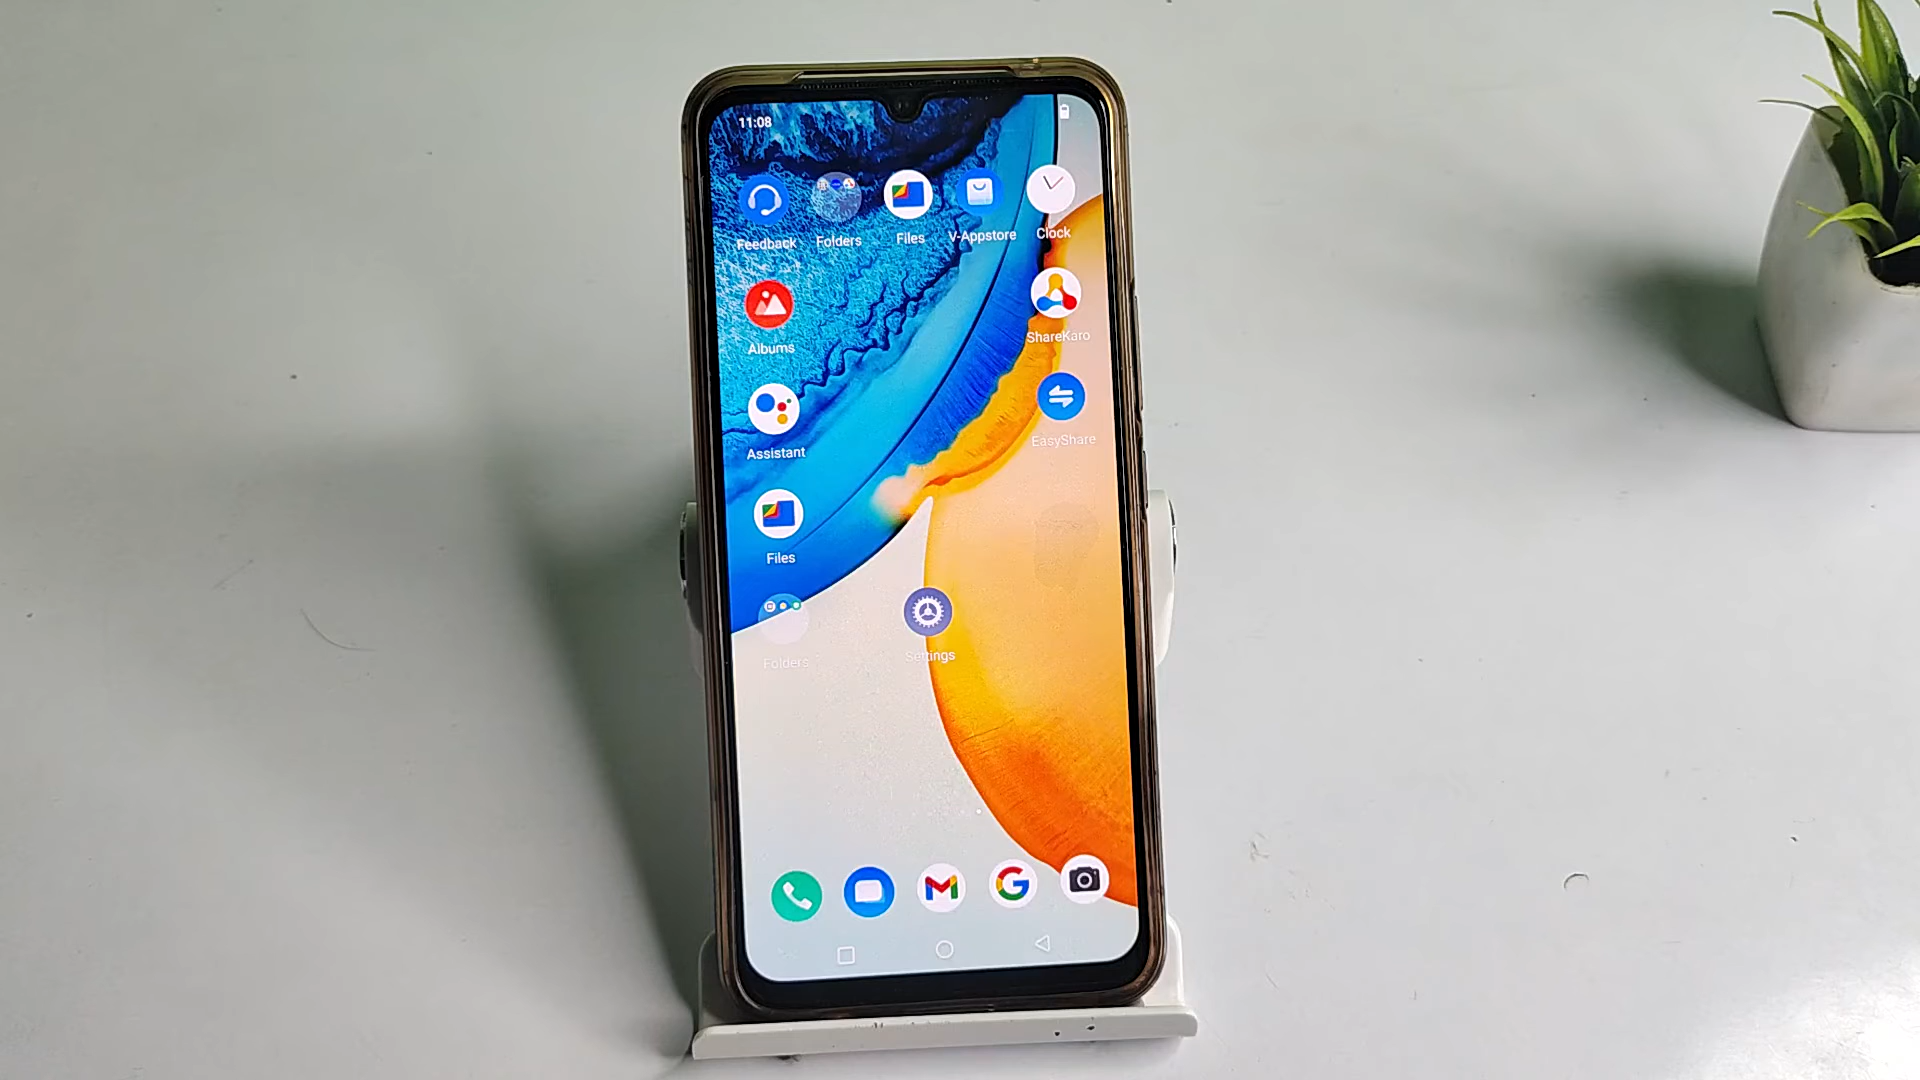 11:08
Feedback Folders Files V-Appstore Clock
Albums
ShareKaro
Assistant
EasyShare
Files
Folders
Settings